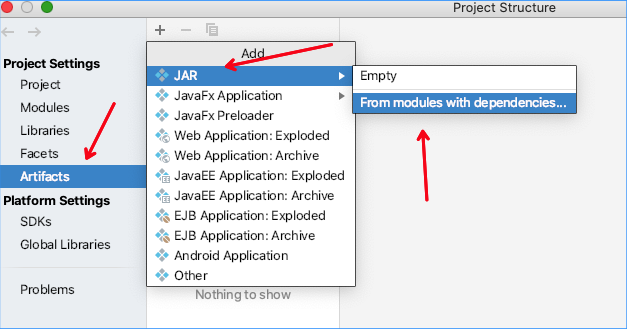 Project Structure
Project Settings
Project
Modules
Libraries
Facets
Artifacts
Platform Settings
SDKs
Global Libraries
Problems
Add
JAR
JavaFx Application
JavaFx Preloader
Web Application: Exploded
Web Application: Archive
JavaEE Application: Exploded
JavaEE Application: Archive
EJB Application: Exploded
EJB Application: Archive
Android Application
Other
Nothing to show
Empty
From modules with dependencies...